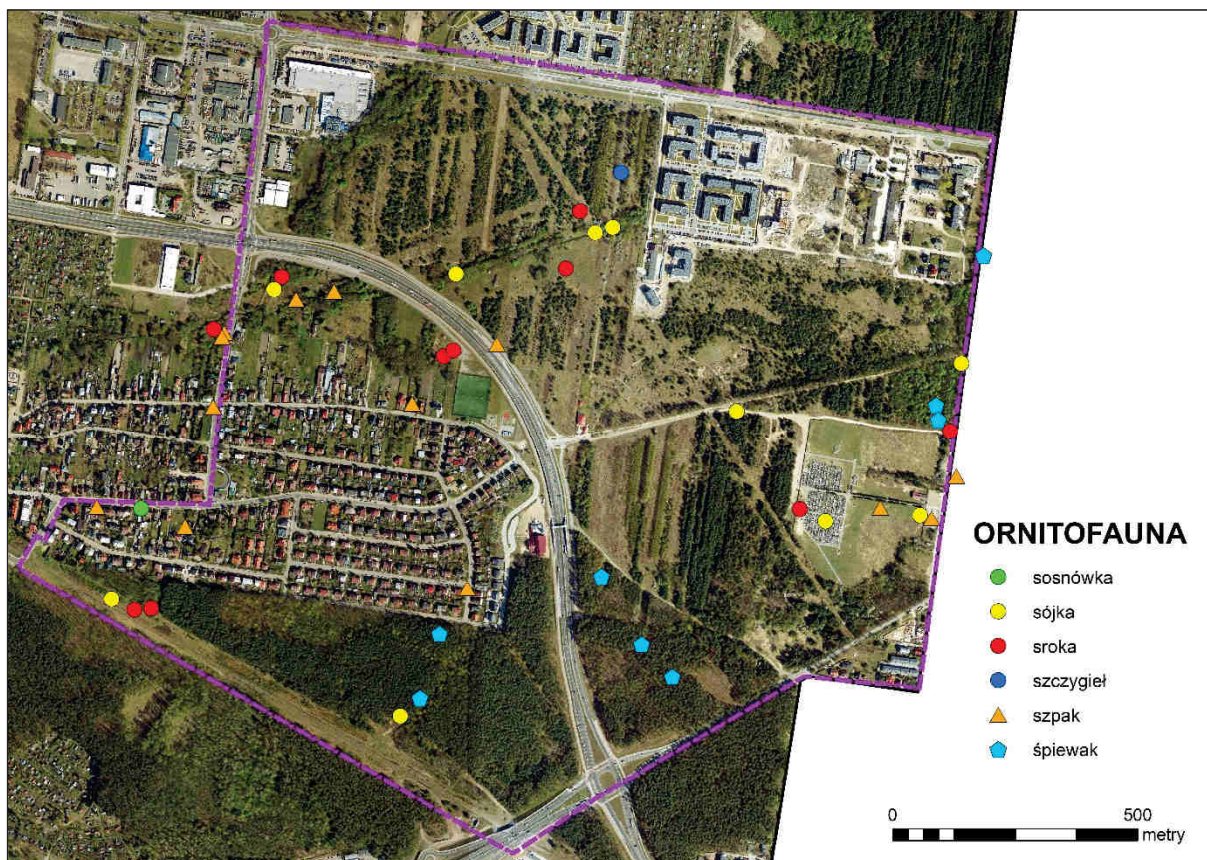 ORNITOFAUNA
sosnówka
sójka
sroka
szczygieł
szpak
śpiewak
0 500
metry